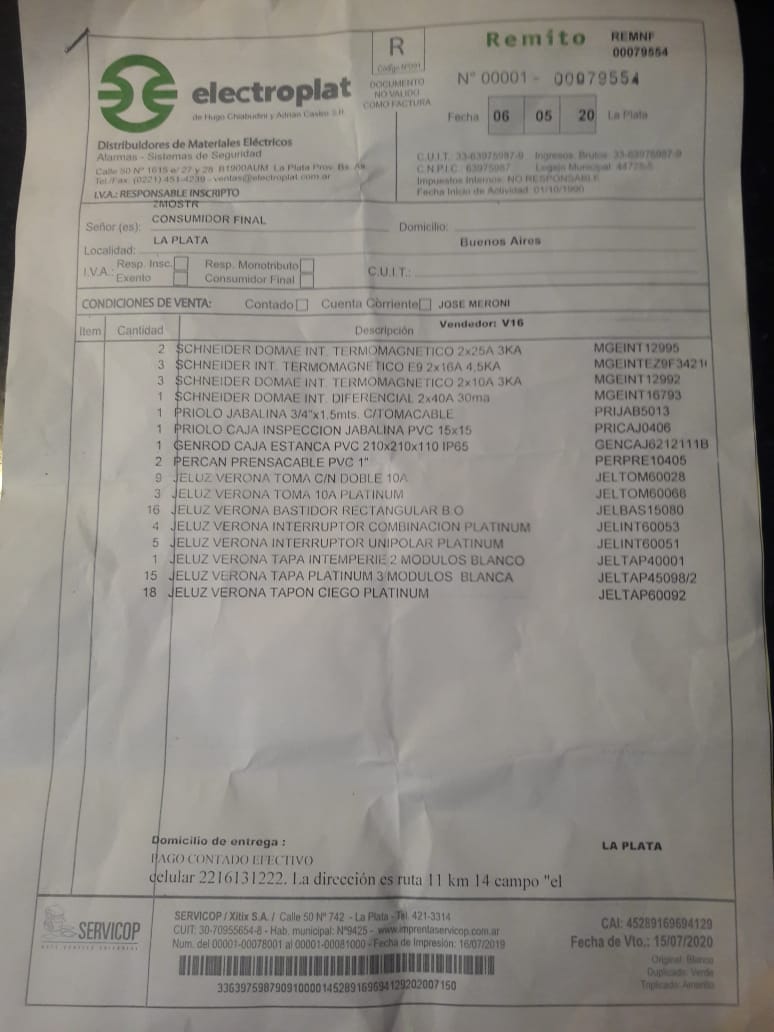 R
Código Nº091
DOCUMENTO
NO VALIDO
COMO FACTURA
Remito
REMNF
00079554
Nº 00001 - 00079554
Fecha 06 05 20 La Plata
electroplat
de Hugo Ghiabudini y Adrian Castro S.H.
Distribuidores de Materiales Eléctricos
Alarmas - Sistemas de Seguridad
Calle 50 Nº 1615 e/ 27 y 28 B1900AUM La Plata Prov. Bs. As.
Tel./Fax: (0221) 451-4239 - ventas@electroplat.com.ar
I.V.A.: RESPONSABLE INSCRIPTO
C.U.I.T.: 33-63975987-9 Ingresos Brutos: 33-63975987-9
C.N.P.I.C.: 63975987 Legajo Municipal:
Impuestos Internos: NO RESPONSABLE
Fecha Inicio de Actividad: 01/10/1990
2MOSTR
Señor (es): CONSUMIDOR FINAL Domicilio:
Localidad: LA PLATA Buenos Aires
I.V.A.: Resp. Insc. Resp. Monotributo C.U.I.T.:
Exento Consumidor Final
CONDICIONES DE VENTA: Contado Cuenta Corriente JOSE MERONI
Item Cantidad Descripción Vendedor: V16
2 SCHNEIDER DOMAE INT. TERMOMAGNETICO 2x25A 3KA MGEINT12995
3 SCHNEIDER INT. TERMOMAGNETICO E9 2x16A 4,5KA MGEINTEZ9F3421
3 SCHNEIDER DOMAE INT. TERMOMAGNETICO 2x10A 3KA MGEINT12992
1 SCHNEIDER DOMAE INT. DIFERENCIAL 2x40A 30ma MGEINT16793
1 PRIOLO JABALINA 3/4"x1.5mts. C/TOMACABLE PRIJAB5013
1 PRIOLO CAJA INSPECCION JABALINA PVC 15x15 PRICAJ0406
1 GENROD CAJA ESTANCA PVC 210x210x110 IP65 GENCAJ6212111B
2 PERCAN PRENSACABLE PVC 1" PERPRE10405
9 JELUZ VERONA TOMA C/N DOBLE 10A JELTOM60028
3 JELUZ VERONA TOMA 10A PLATINUM JELTOM60068
16 JELUZ VERONA BASTIDOR RECTANGULAR B.O JELBAS15080
4 JELUZ VERONA INTERRUPTOR COMBINACION PLATINUM JELINT60053
5 JELUZ VERONA INTERRUPTOR UNIPOLAR PLATINUM JELINT60051
1 JELUZ VERONA TAPA INTEMPERIE 2 MODULOS BLANCO JELTAP40001
15 JELUZ VERONA TAPA PLATINUM 3 MODULOS BLANCA JELTAP45098/2
18 JELUZ VERONA TAPON CIEGO PLATINUM JELTAP60092
Domicilio de entrega : LA PLATA
PAGO CONTADO EFECTIVO
celular 2216131222. La dirección es ruta 11 km 14 campo "el
SERVICOP
SERVICOP / Xitix S.A. / Calle 50 Nº 742 - La Plata - Tel. 421-3314
CUIT: 30-70955654-8 - Hab. municipal: Nº9425 - www.imprentaservicop.com.ar
Num. del 00001-00078001 al 00001-00081000 - Fecha de Impresión: 16/07/2019
CAI: 45289169694129
Fecha de Vto.: 15/07/2020
Original: Blanco
Duplicado: Verde
Triplicado: Amarillo
3363975987909100001452891696941292020071​50